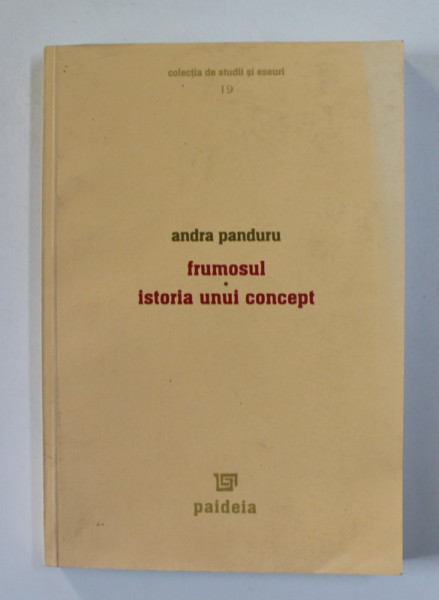 colecția de studii și eseuri
19
andra panduru
frumosul
•
istoria unui concept
paideia